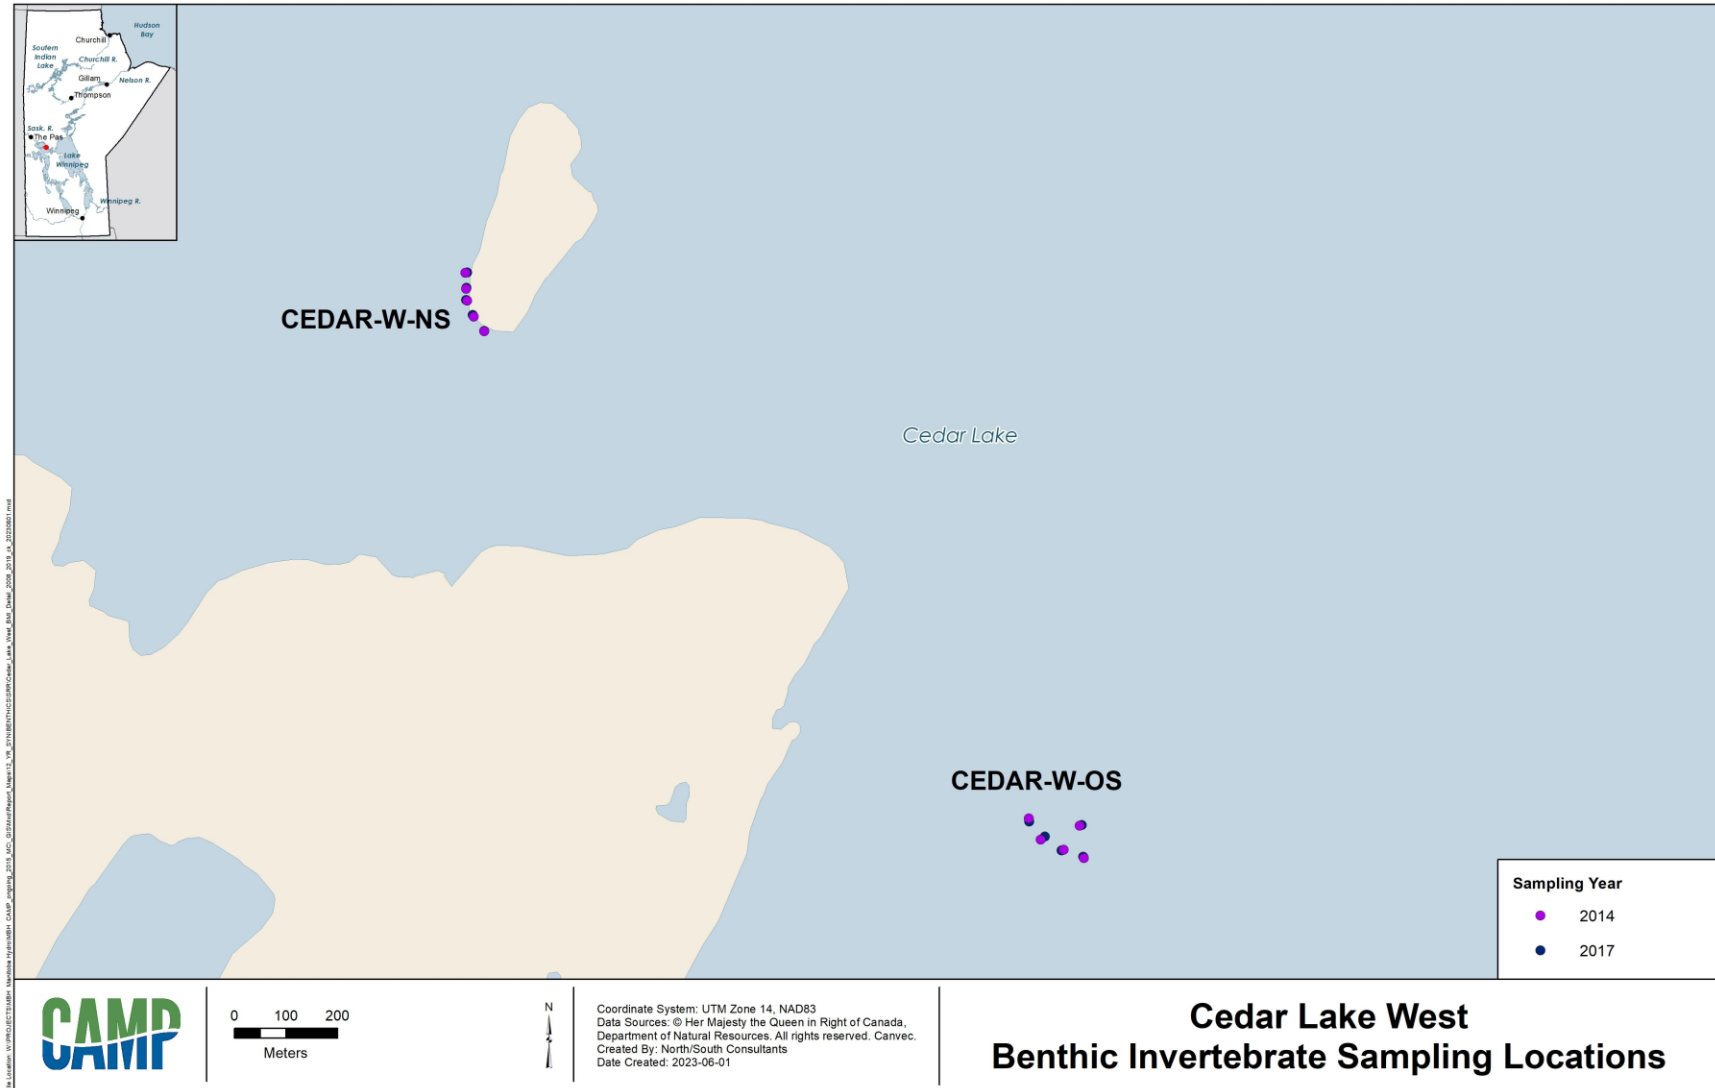 Hudson
Bay
Churchill
Soutern
Indian
Lake
Churchill R.
Gillam
Nelson R.
Thompson
Sask. R.
The Pas
Lake
Winnipeg
Winnipeg R.
Winnipeg
CEDAR-W-NS
Cedar Lake
CEDAR-W-OS
Sampling Year
2014
2017
CAMP
0 100 200
Meters
N
Coordinate System: UTM Zone 14, NAD83
Data Sources: © Her Majesty the Queen in Right of Canada,
Department of Natural Resources. All rights reserved. Canvec.
Created By: North/South Consultants
Date Created: 2023-06-01
Cedar Lake West
Benthic Invertebrate Sampling Locations